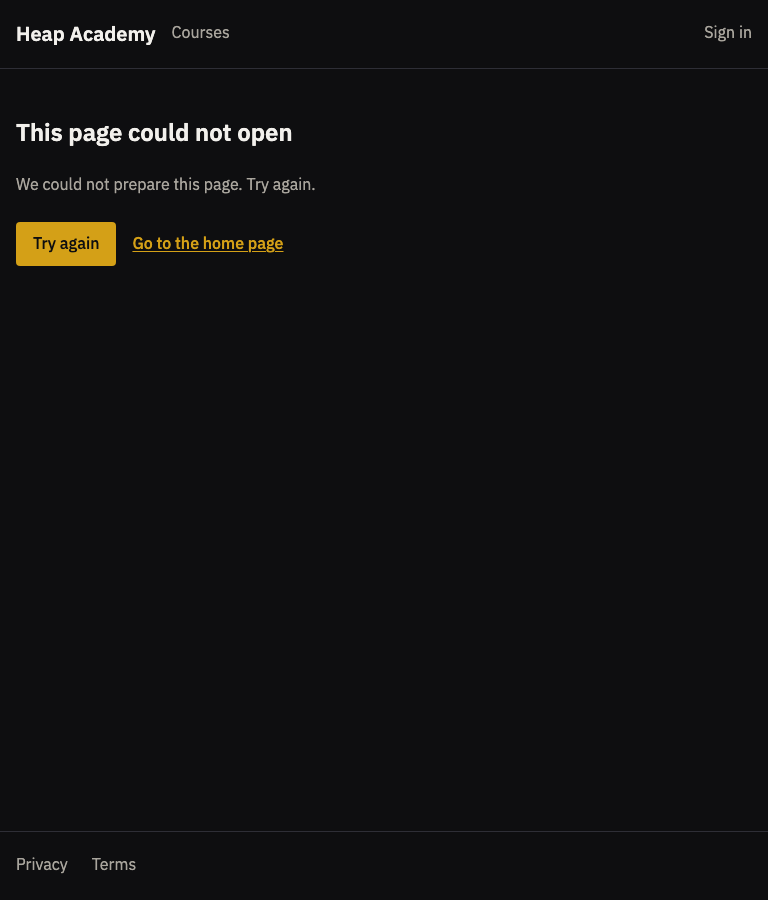 Heap Academy Courses Sign in
This page could not open
We could not prepare this page. Try again.
Try again Go to the home page
Privacy Terms